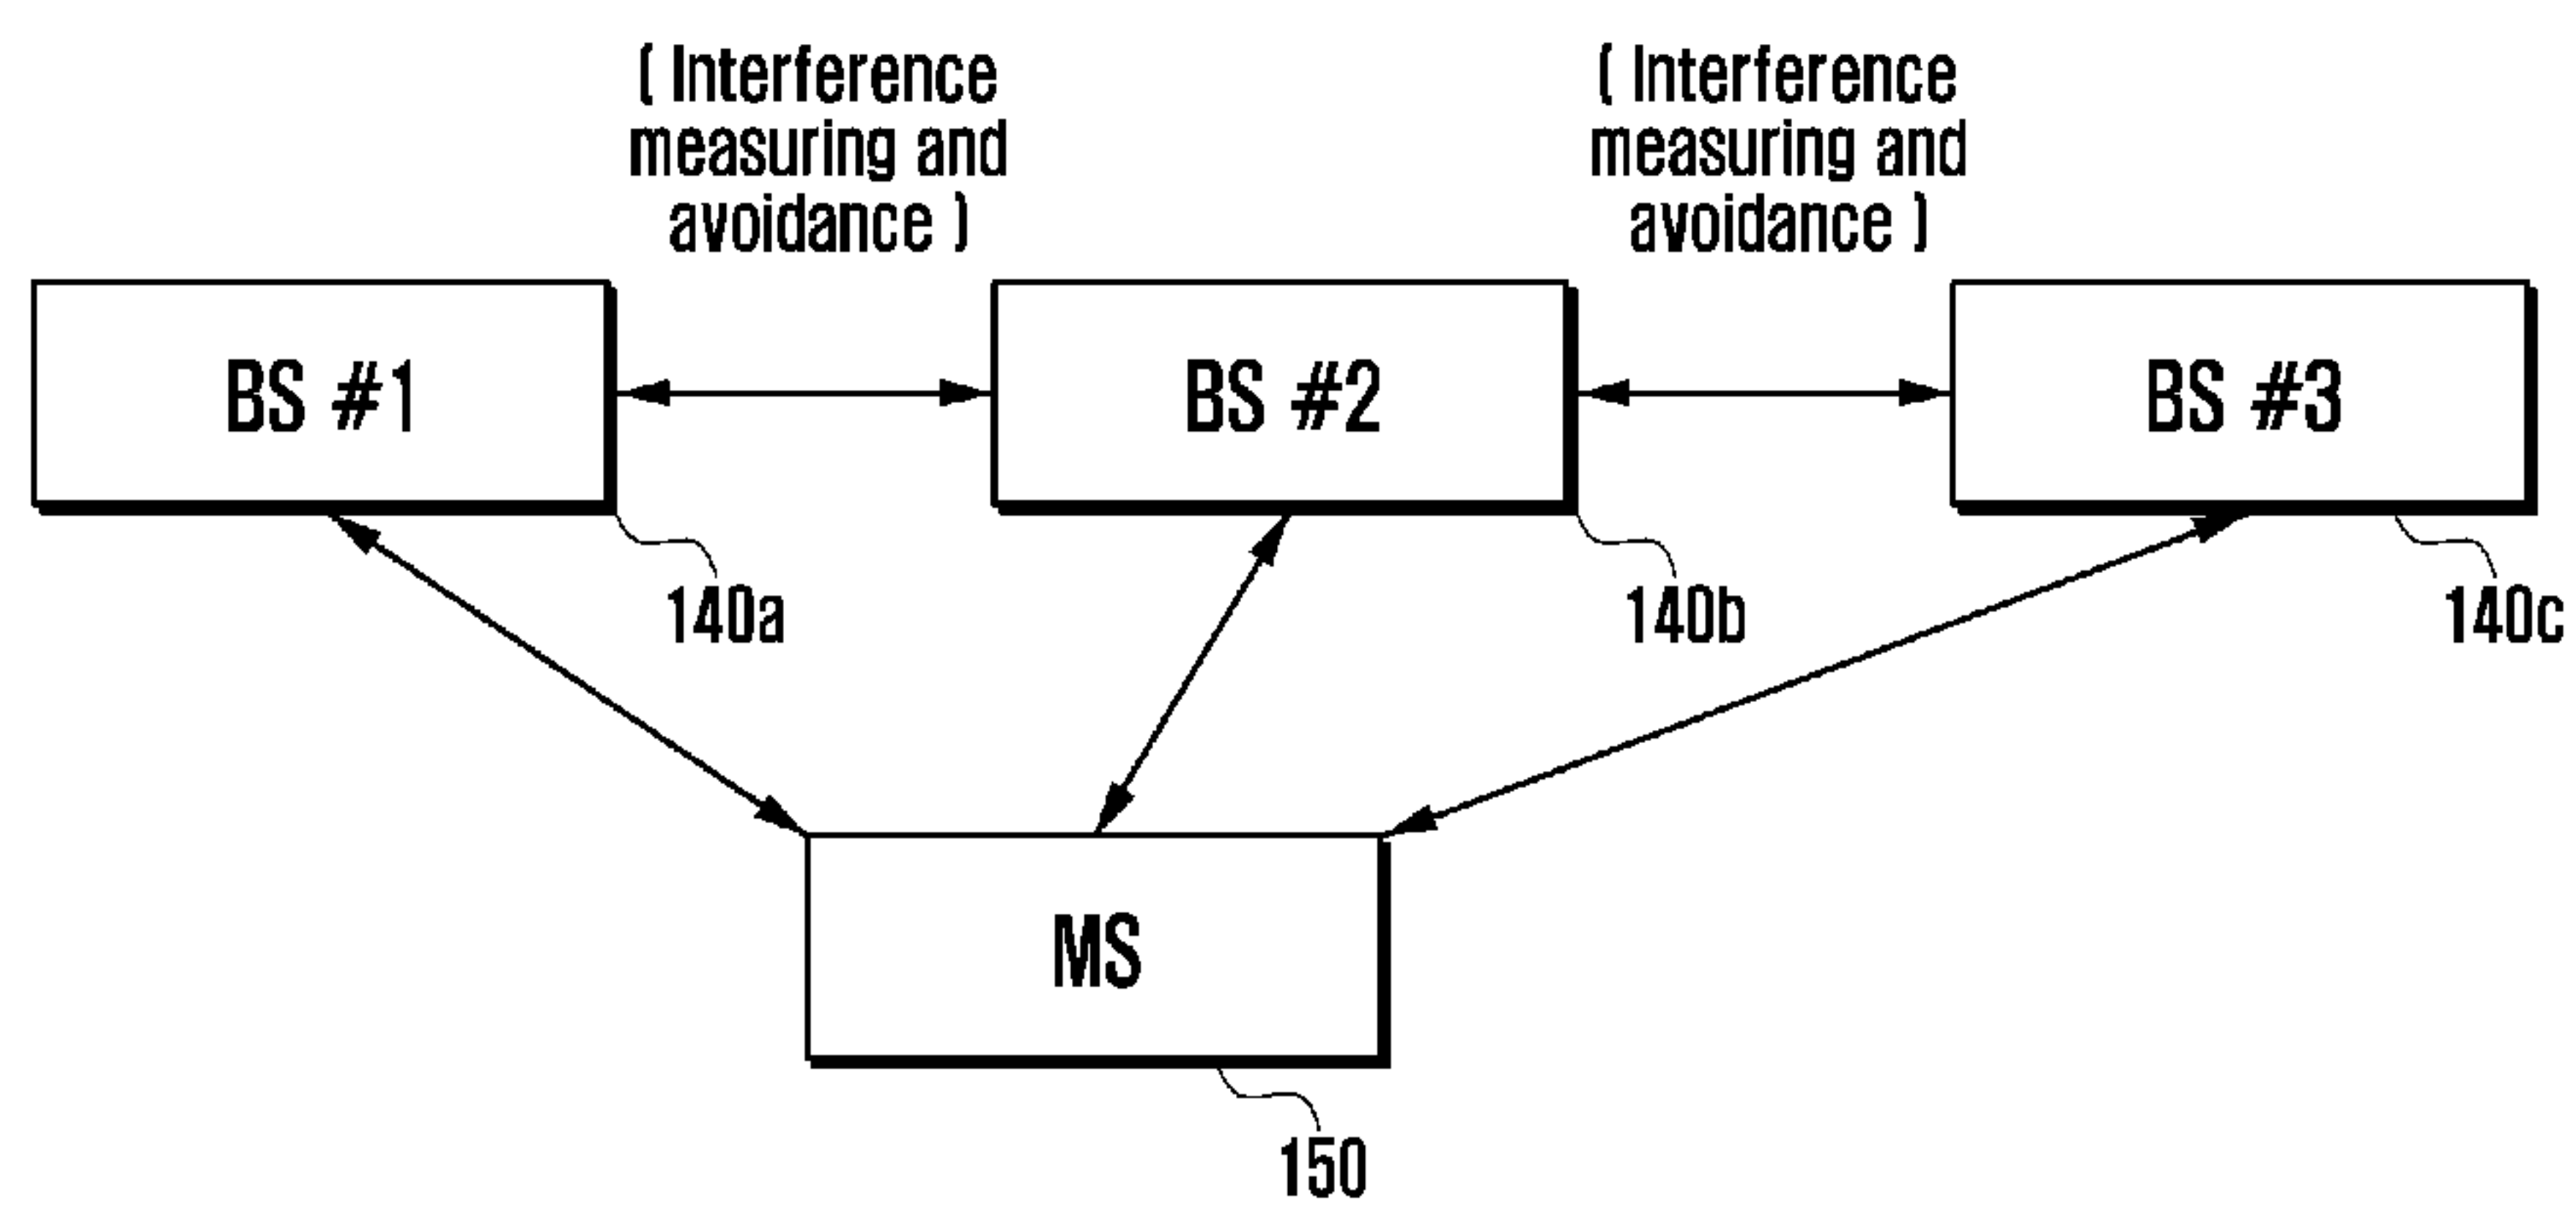 ( Interference
measuring and
avoidance )
( Interference
measuring and
avoidance )
BS #1
BS #2
BS #3
140a
140b
140c
MS
150